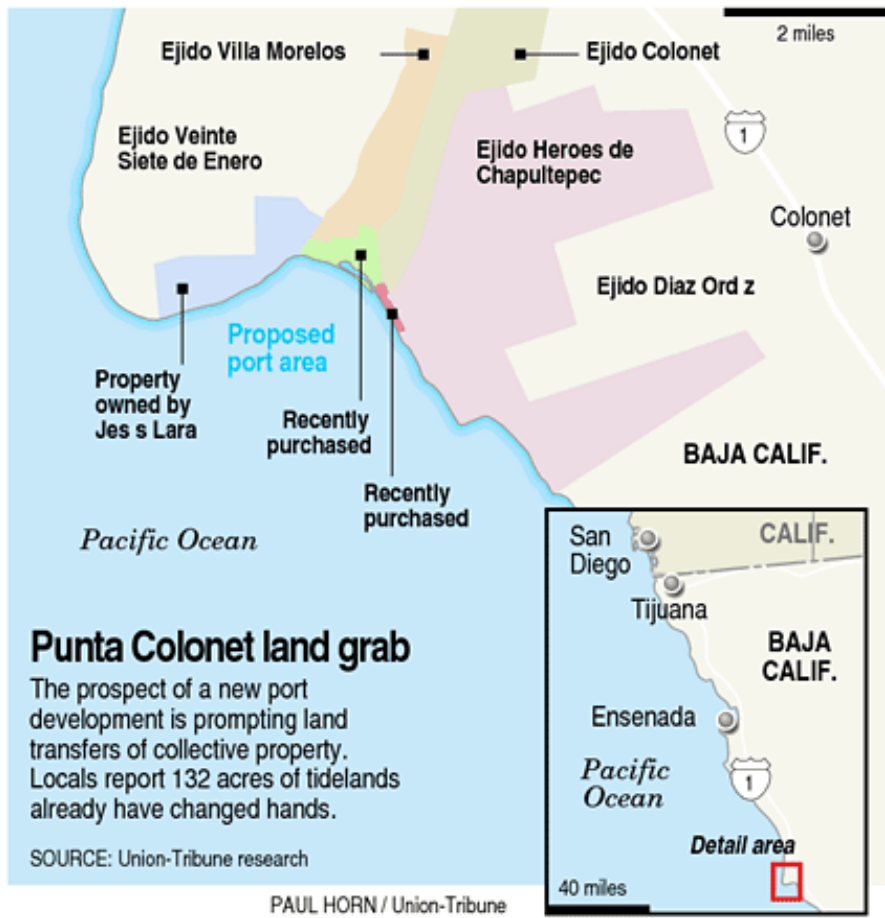 2 miles
Ejido Villa Morelos
Ejido Colonet
Ejido Veinte
Siete de Enero
Ejido Heroes de
Chapultepec
1
Colonet
Ejido Diaz Ord z
Proposed
port area
Property
owned by
Jes s Lara
Recently
purchased
Recently
purchased
BAJA CALIF.
Pacific Ocean
Punta Colonet land grab
The prospect of a new port
development is prompting land
transfers of collective property.
Locals report 132 acres of tidelands
already have changed hands.
SOURCE: Union-Tribune research
San
Diego
CALIF.
Tijuana
BAJA
CALIF.
Ensenada
Pacific
Ocean
1
Detail area
40 miles
PAUL HORN / Union-Tribune